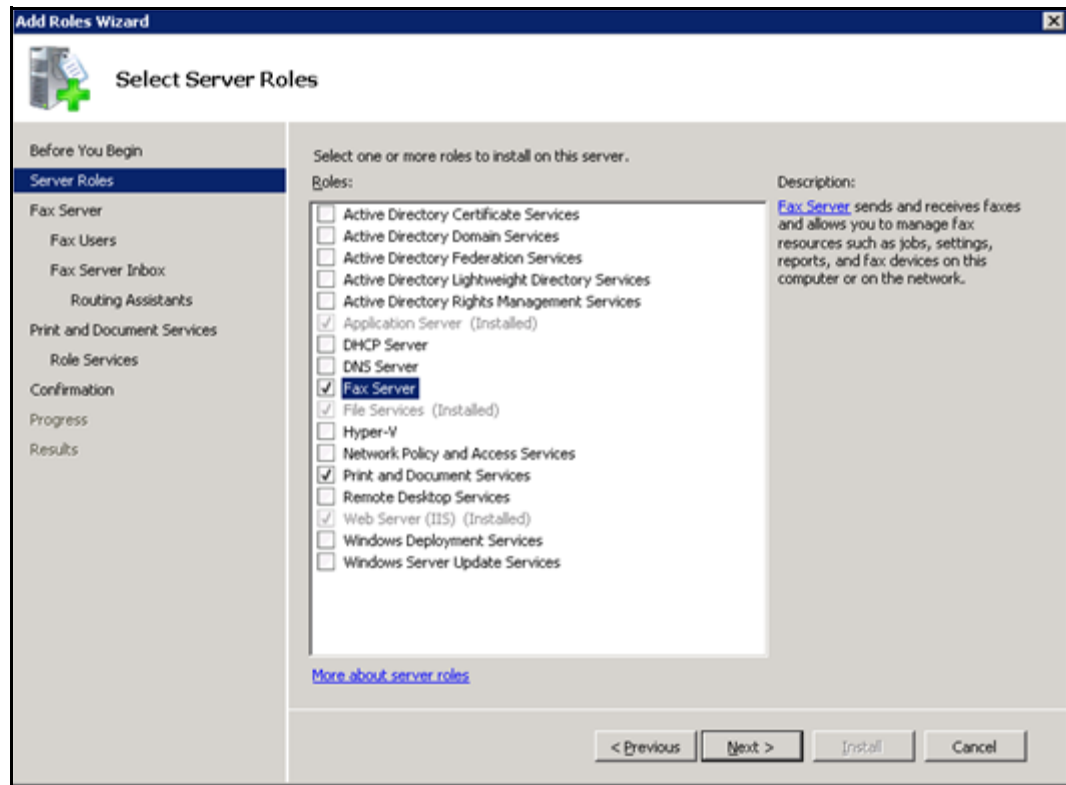 Add Roles Wizard
Select Server Roles
Before You Begin
Server Roles
Fax Server
Fax Users
Fax Server Inbox
Routing Assistants
Print and Document Services
Role Services
Confirmation
Progress
Results
Select one or more roles to install on this server.
Roles:
Active Directory Certificate Services
Active Directory Domain Services
Active Directory Federation Services
Active Directory Lightweight Directory Services
Active Directory Rights Management Services
Application Server (Installed)
DHCP Server
DNS Server
Fax Server
File Services (Installed)
Hyper-V
Network Policy and Access Services
Print and Document Services
Remote Desktop Services
Web Server (IIS) (Installed)
Windows Deployment Services
Windows Server Update Services
More about server roles
Description:
Fax Server sends and receives faxes
and allows you to manage fax
resources such as jobs, settings,
reports, and fax devices on this
computer or on the network.
< Previous
Next >
Install
Cancel